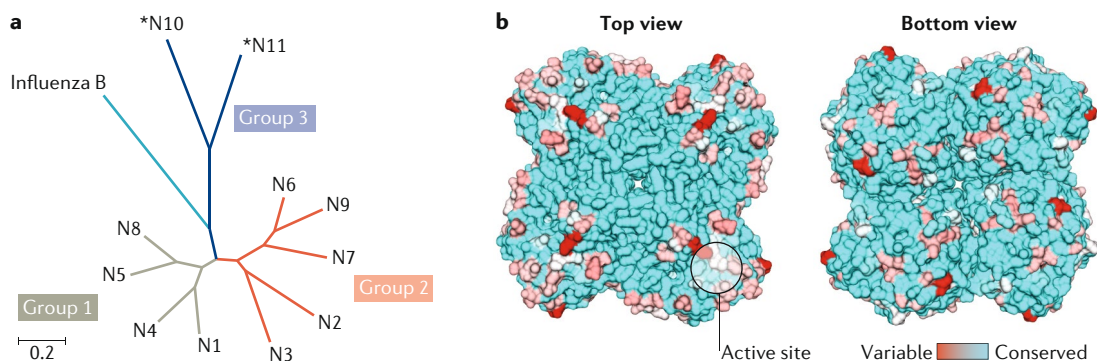 a
*N10
*N11
Influenza B
Group 3
N6
N9
N8
N7
N5
Group 2
Group 1
N2
N4
N1
N3
0.2
b
Top view
Bottom view
Active site
Variable
Conserved